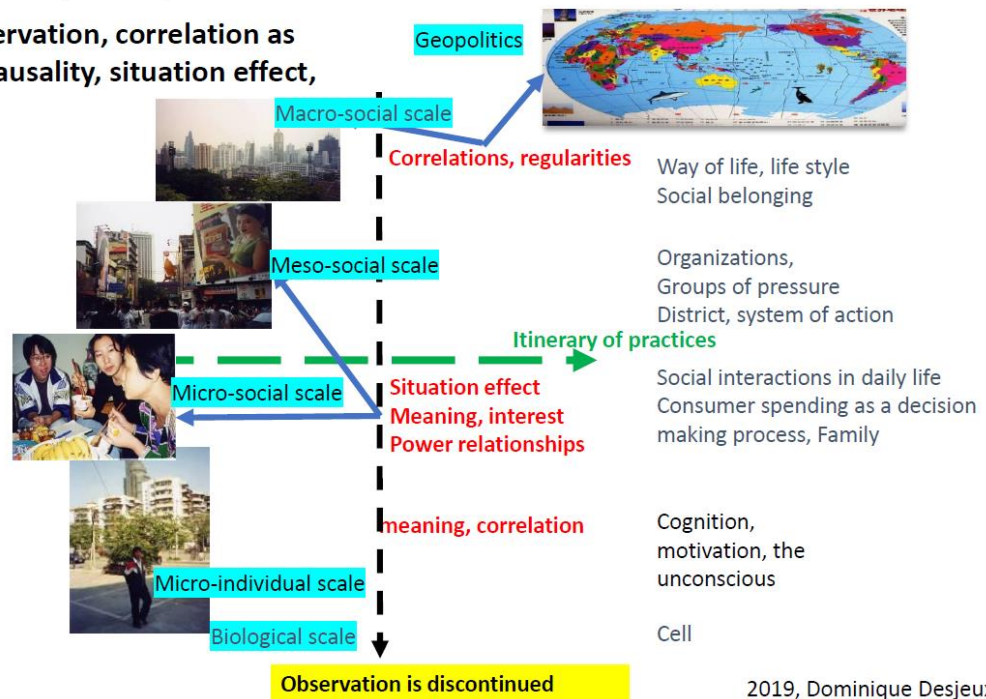 ervation, correlation as
ausality, situation effect,
Geopolitics
Macro-social scale
Correlations, regularities
Way of life, life style
Social belonging
Meso-social scale
Organizations,
Groups of pressure
District, system of action
Itinerary of practices
Micro-social scale
Situation effect
Meaning, interest
Power relationships
Social interactions in daily life
Consumer spending as a decision
making process, Family
meaning, correlation
Cognition,
motivation, the
unconscious
Micro-individual scale
Biological scale
Cell
Observation is discontinued
2019, Dominique Desjeux